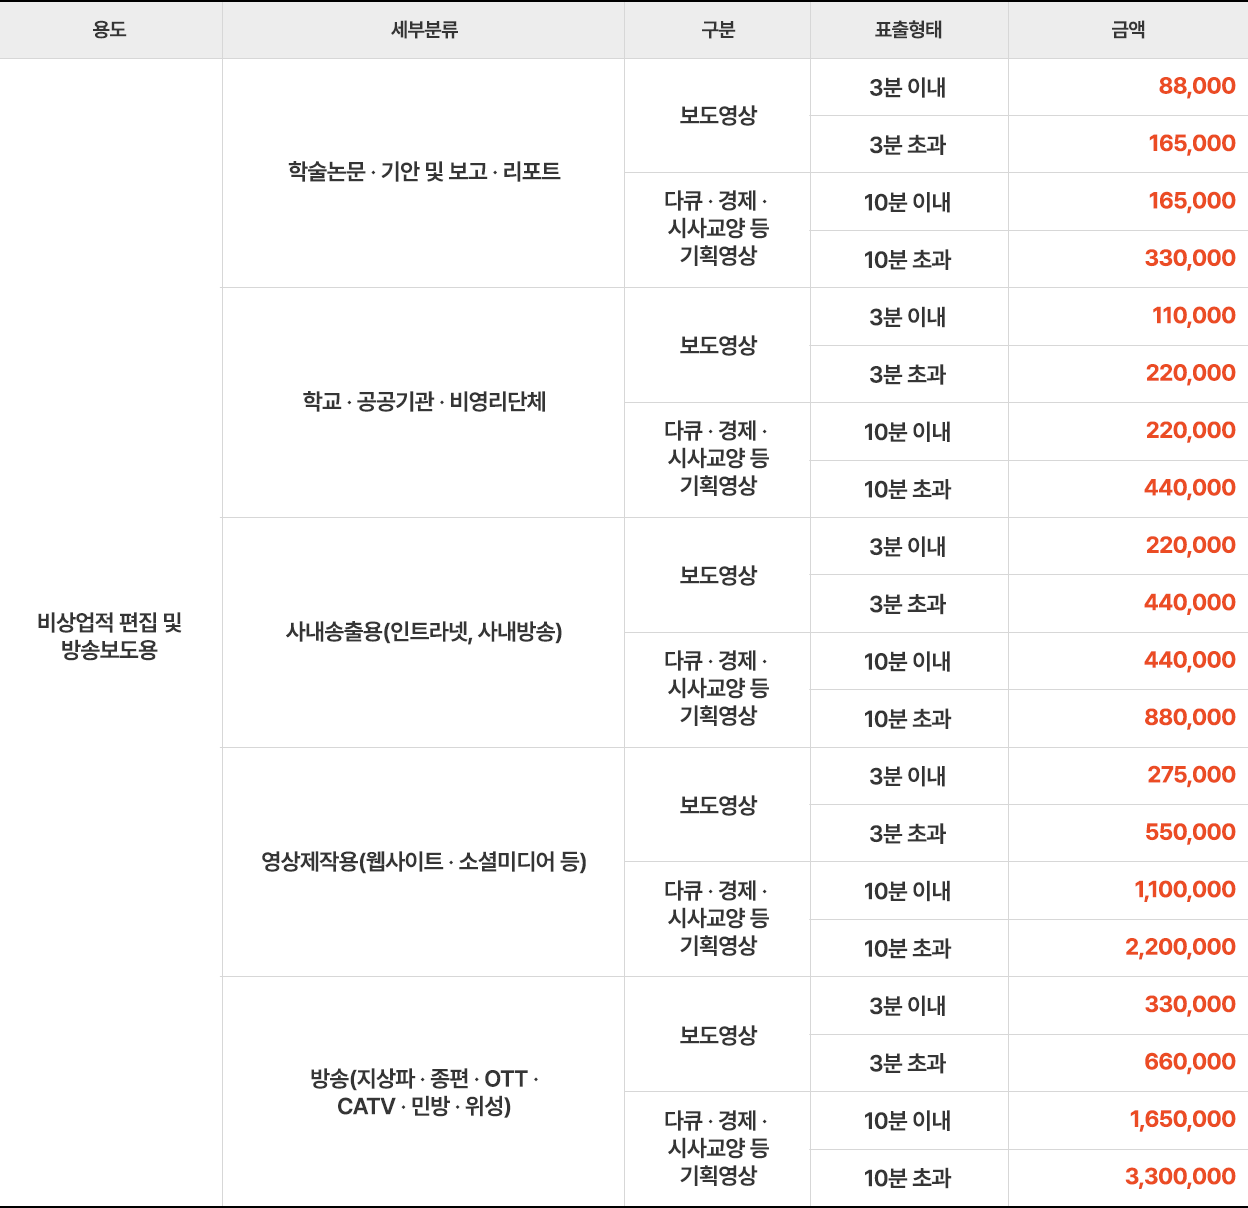 용도 세부분류 구분 표출형태 금액
비상업적 편집 및
방송보도용
학술논문 · 기안 및 보고 · 리포트
보도영상
3분 이내 88,000
3분 초과 165,000
다큐 · 경제 ·
시사교양 등
기획영상
10분 이내 165,000
10분 초과 330,000
학교 · 공공기관 · 비영리단체
보도영상
3분 이내 110,000
3분 초과 220,000
다큐 · 경제 ·
시사교양 등
기획영상
10분 이내 220,000
10분 초과 440,000
사내송출용(인트라넷, 사내방송)
보도영상
3분 이내 220,000
3분 초과 440,000
다큐 · 경제 ·
시사교양 등
기획영상
10분 이내 440,000
10분 초과 880,000
영상제작용(웹사이트 · 소셜미디어 등)
보도영상
3분 이내 275,000
3분 초과 550,000
다큐 · 경제 ·
시사교양 등
기획영상
10분 이내 1,100,000
10분 초과 2,200,000
방송(지상파 · 종편 · OTT ·
CATV · 민방 · 위성)
보도영상
3분 이내 330,000
3분 초과 660,000
다큐 · 경제 ·
시사교양 등
기획영상
10분 이내 1,650,000
10분 초과 3,300,000